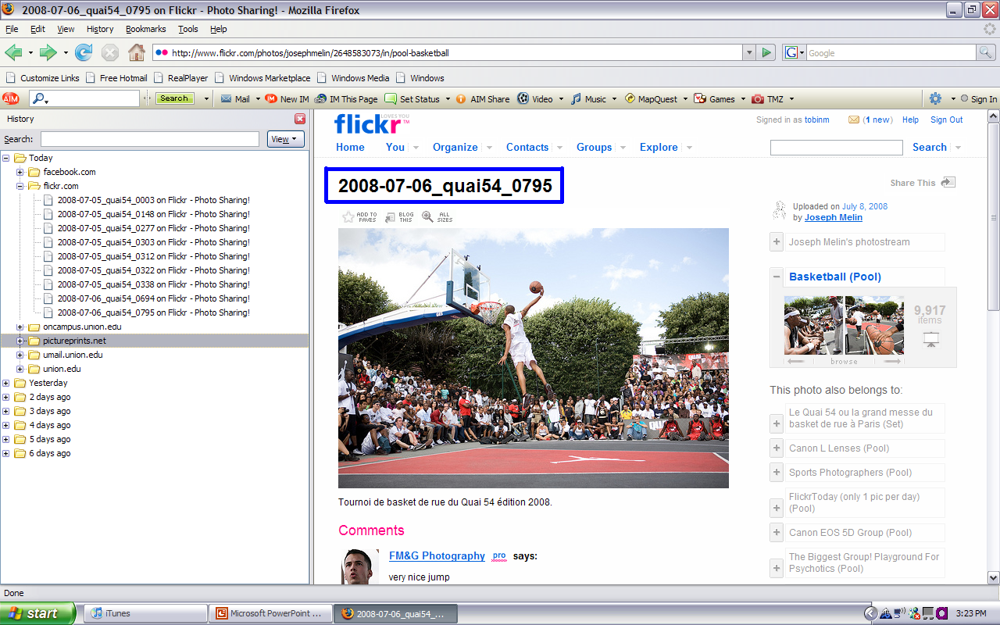 2008-07-06_quai54_0795 on Flickr - Photo Sharing! - Mozilla Firefox
File Edit View History Bookmarks Tools Help
http://www.flickr.com/photos/josephmelin/2648583073/in/pool-basketball
G Google
Customize Links Free Hotmail RealPlayer Windows Marketplace Windows Media Windows
AIM Search Mail New IM IM This Page Set Status AIM Share Video Music MapQuest Games TMZ Sign In
History
Search: View
Today
facebook.com
flickr.com
2008-07-05_quai54_0003 on Flickr - Photo Sharing!
2008-07-05_quai54_0148 on Flickr - Photo Sharing!
2008-07-05_quai54_0277 on Flickr - Photo Sharing!
2008-07-05_quai54_0303 on Flickr - Photo Sharing!
2008-07-05_quai54_0312 on Flickr - Photo Sharing!
2008-07-05_quai54_0322 on Flickr - Photo Sharing!
2008-07-05_quai54_0338 on Flickr - Photo Sharing!
2008-07-06_quai54_0694 on Flickr - Photo Sharing!
2008-07-06_quai54_0795 on Flickr - Photo Sharing!
oncampus.union.edu
pictureprints.net
umail.union.edu
union.edu
Yesterday
2 days ago
3 days ago
4 days ago
5 days ago
6 days ago
flickr LOVES YOU TM
Signed in as tobinm (1 new) Help Sign Out
Home You Organize Contacts Groups Explore Search
2008-07-06_quai54_0795
Share This
ADD TO FAVES BLOG THIS ALL SIZES
Uploaded on July 8, 2008
by Joseph Melin
Joseph Melin's photostream
Basketball (Pool)
9,917
items
browse
This photo also belongs to:
Le Quai 54 ou la grand messe du
basket de rue à Paris (Set)
Canon L Lenses (Pool)
Sports Photographers (Pool)
FlickrToday (only 1 pic per day)
(Pool)
Canon EOS 5D Group (Pool)
The Biggest Group! Playground For
Psychotics (Pool)
Tournoi de basket de rue du Quai 54 édition 2008.
Comments
FM&G Photography pro says:
very nice jump
Done
start iTunes Microsoft PowerPoint ... 2008-07-06_quai54_... 3:23 PM